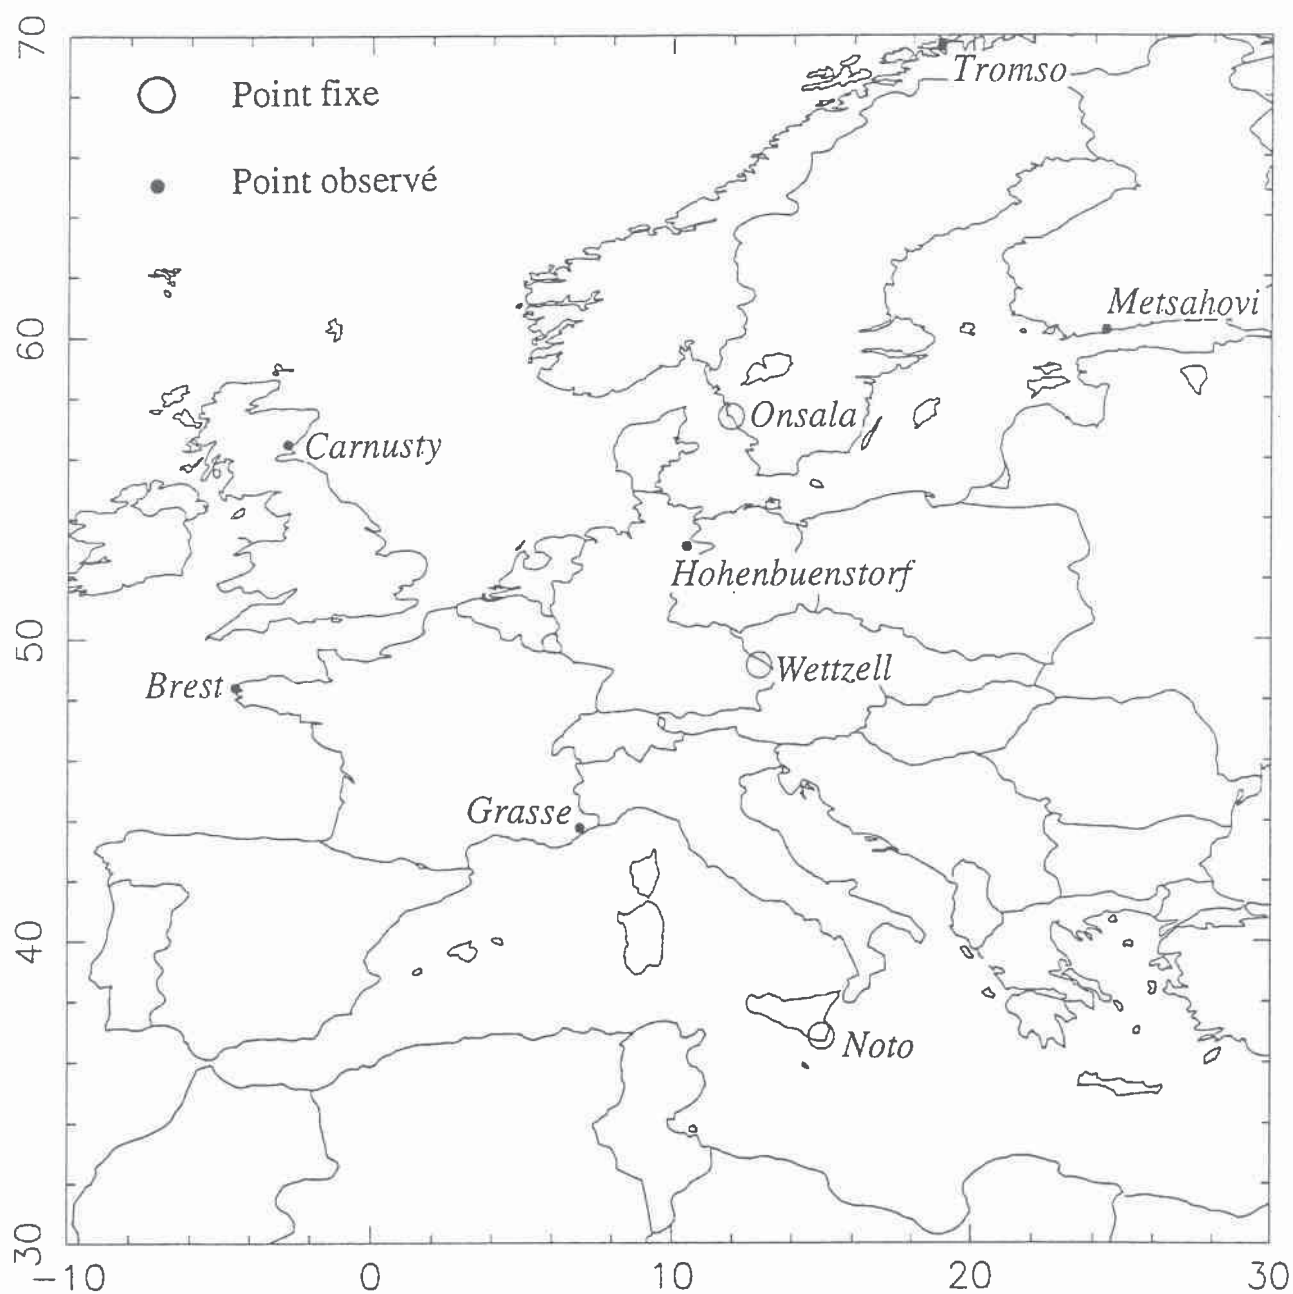 70
Point fixe
Tromso
Point observé
Metsahovi
60
Onsala
Carnusty
Hohenbuenstorf
50
Wettzell
Brest
Grasse
40
Noto
30
-10 0 10 20 30